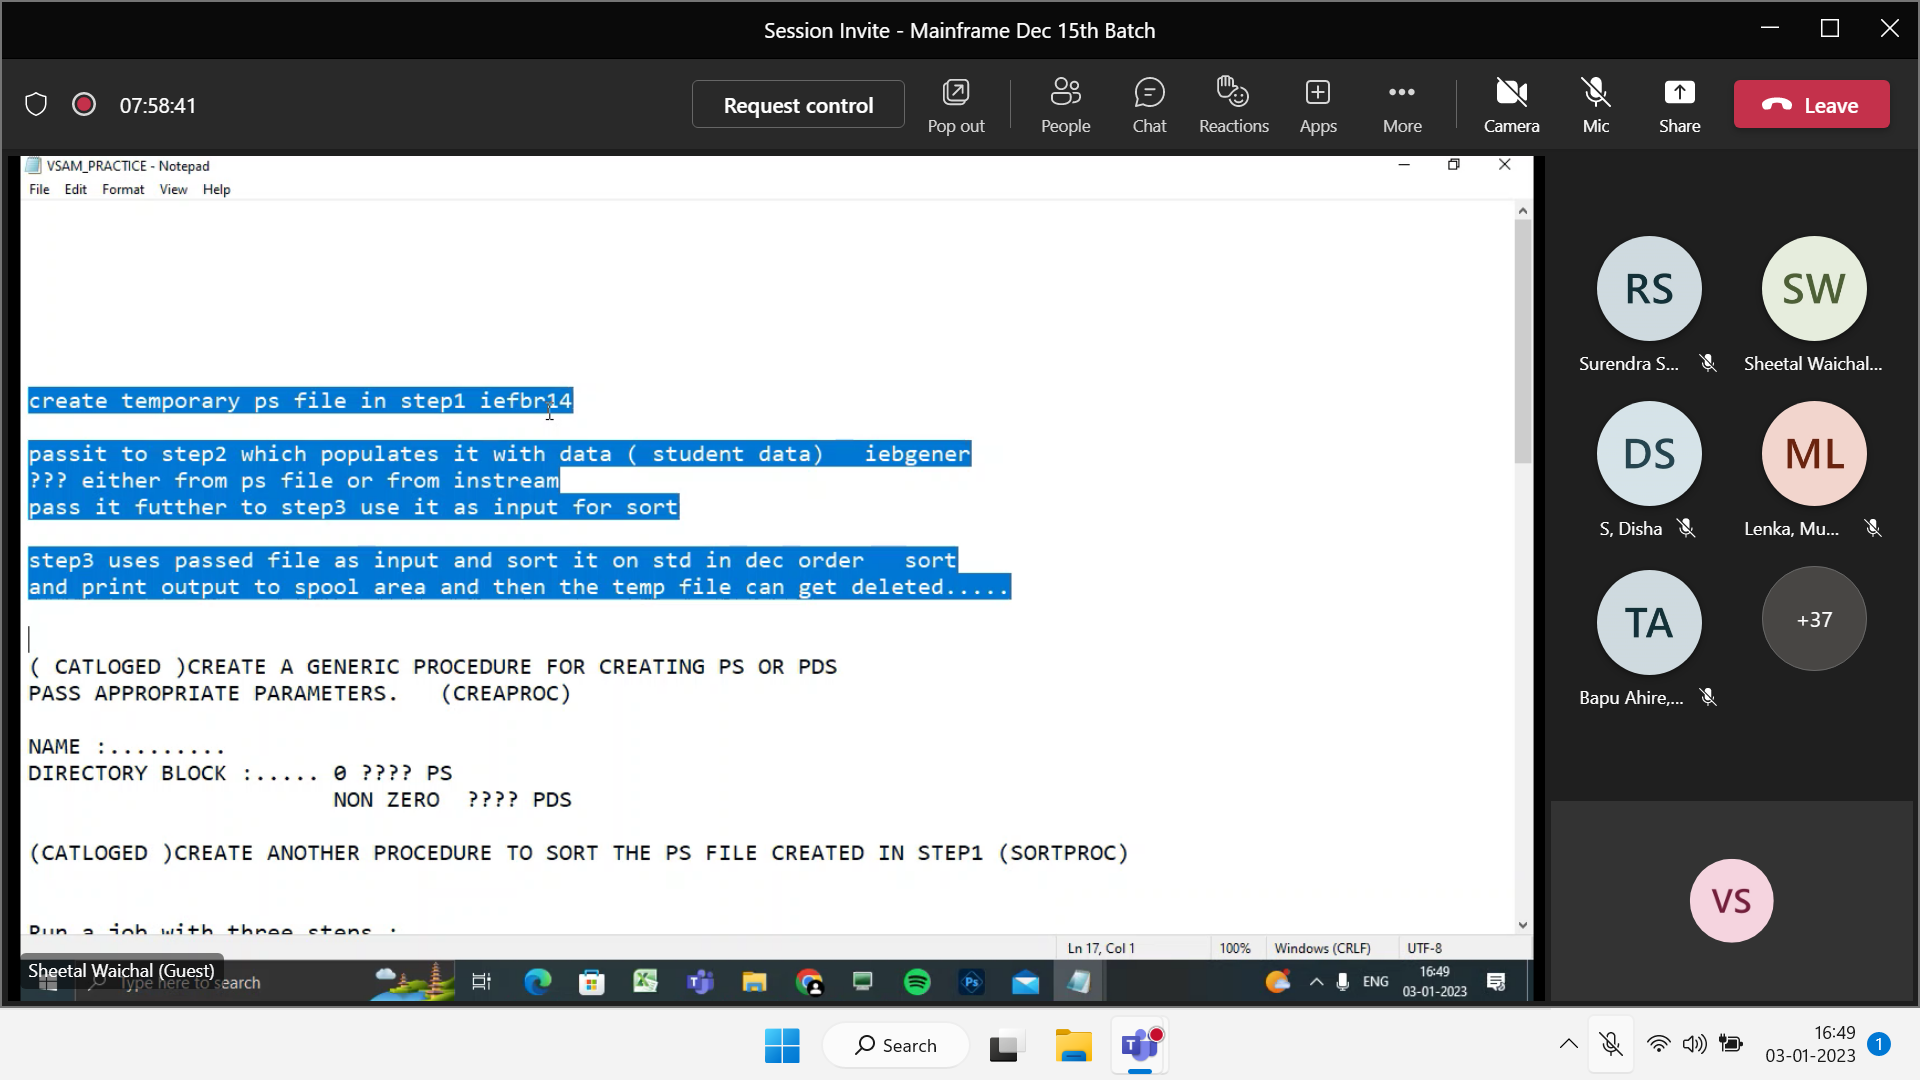 Session Invite - Mainframe Dec 15th Batch
07:58:41
Request control
Pop out
People
Chat
Reactions
Apps
More
Camera
Mic
Share
Leave
VSAM_PRACTICE - Notepad
File Edit Format View Help
create temporary ps file in step1 iefbr14
passit to step2 which populates it with data ( student data) iebgener
??? either from ps file or from instream
pass it futther to step3 use it as input for sort
step3 uses passed file as input and sort it on std in dec order sort
and print output to spool area and then the temp file can get deleted.....
( CATLOGED )CREATE A GENERIC PROCEDURE FOR CREATING PS OR PDS
PASS APPROPRIATE PARAMETERS. (CREAPROC)
NAME :.........
DIRECTORY BLOCK :..... 0 ???? PS
NON ZERO ???? PDS
(CATLOGED )CREATE ANOTHER PROCEDURE TO SORT THE PS FILE CREATED IN STEP1 (SORTPROC)
Run a job with three steps :
Ln 17, Col 1
100%
Windows (CRLF)
UTF-8
Sheetal Waichal (Guest)
Type here to search
Ps
ENG
16:49
03-01-2023
RS
Surendra S...
SW
Sheetal Waichal...
DS
S, Disha
ML
Lenka, Mu...
TA
Bapu Ahire,...
+37
VS
Search
16:49
03-01-2023
1